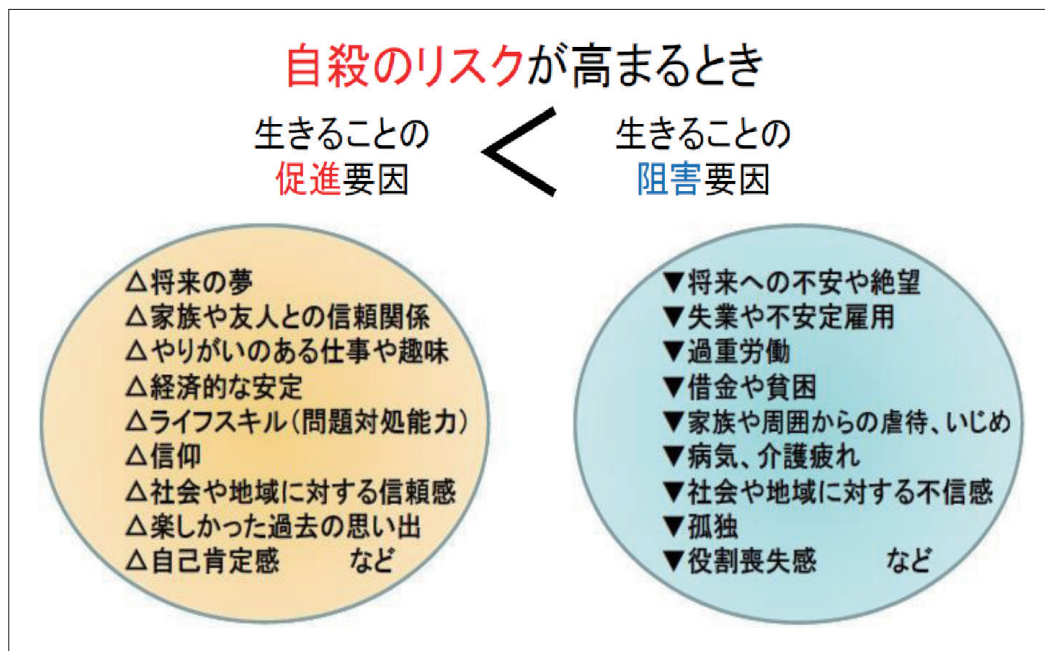 自殺のリスクが高まるとき
生きることの
促進要因
<
生きることの
阻害要因
△将来の夢
△家族や友人との信頼関係
△やりがいのある仕事や趣味
△経済的な安定
△ライフスキル（問題対処能力）
△信仰
△社会や地域に対する信頼感
△楽しかった過去の思い出
△自己肯定感　　など
▼将来への不安や絶望
▼失業や不安定雇用
▼過重労働
▼借金や貧困
▼家族や周囲からの虐待、いじめ
▼病気、介護疲れ
▼社会や地域に対する不信感
▼孤独
▼役割喪失感　　など